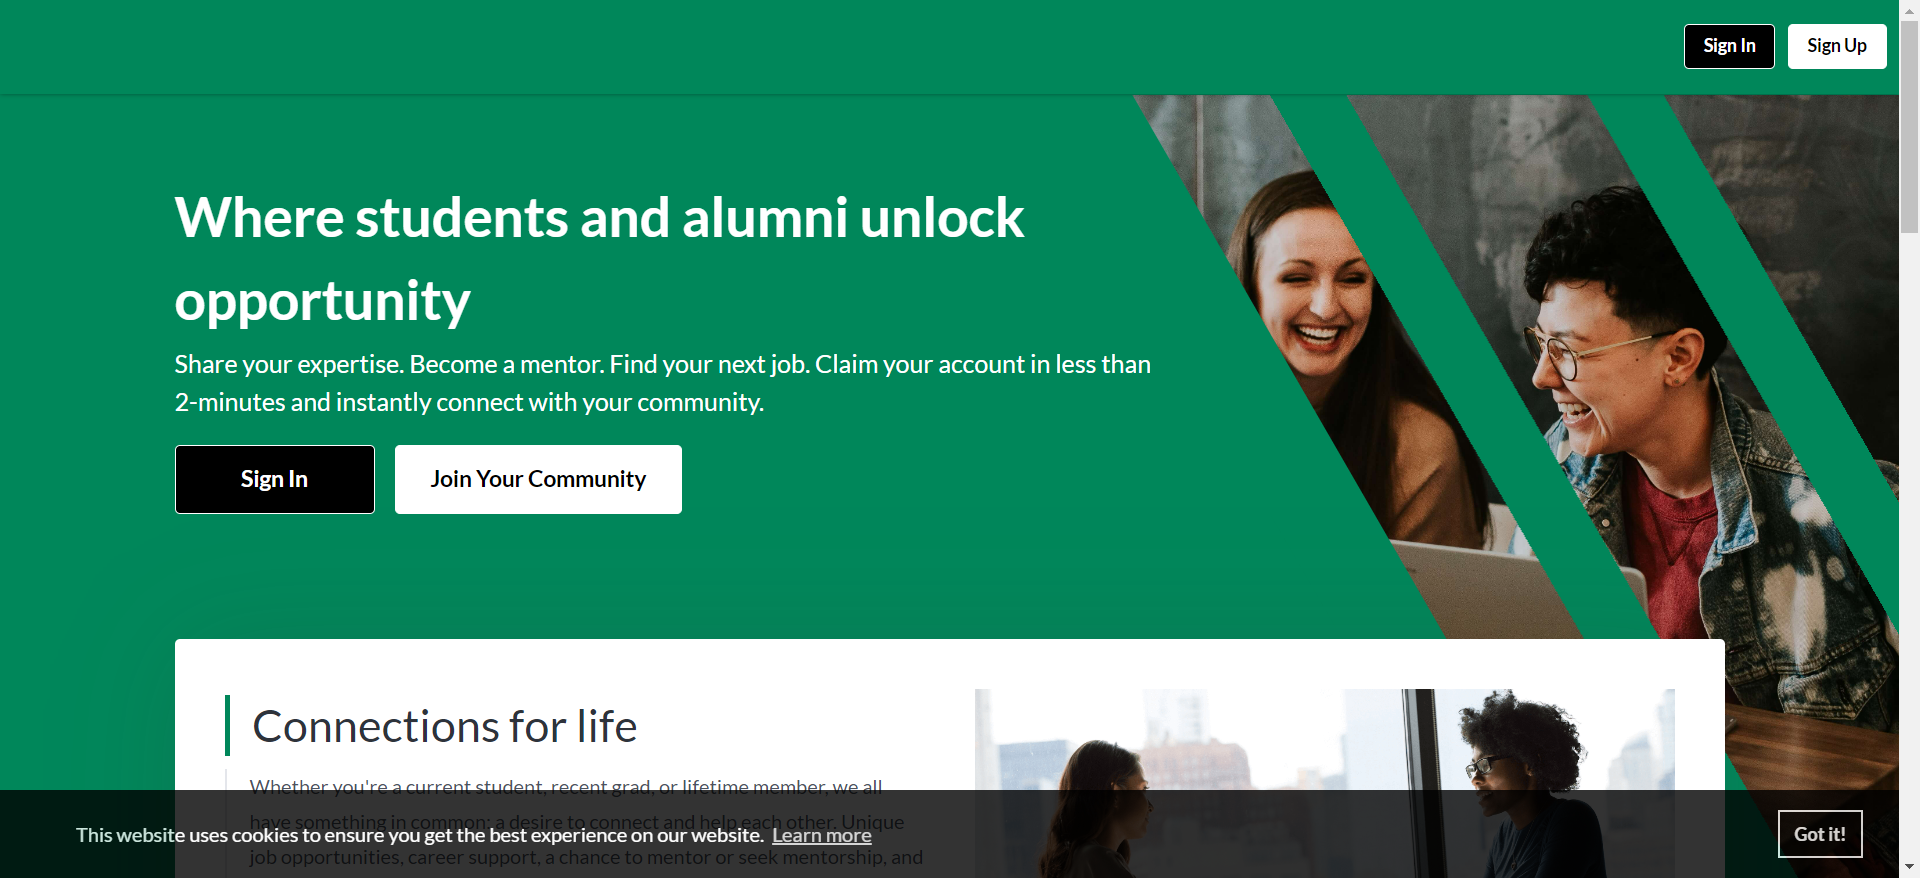 Sign In
Sign Up
Where students and alumni unlock
opportunity
Share your expertise. Become a mentor. Find your next job. Claim your account in less than
2-minutes and instantly connect with your community.
Sign In
Join Your Community
Connections for life
Whether you're a current student, recent grad, or lifetime member, we all
have something in common: a desire to connect and help each other. Unique
job opportunities, career support, a chance to mentor or seek mentorship, and
This website uses cookies to ensure you get the best experience on our website. Learn more
Got it!